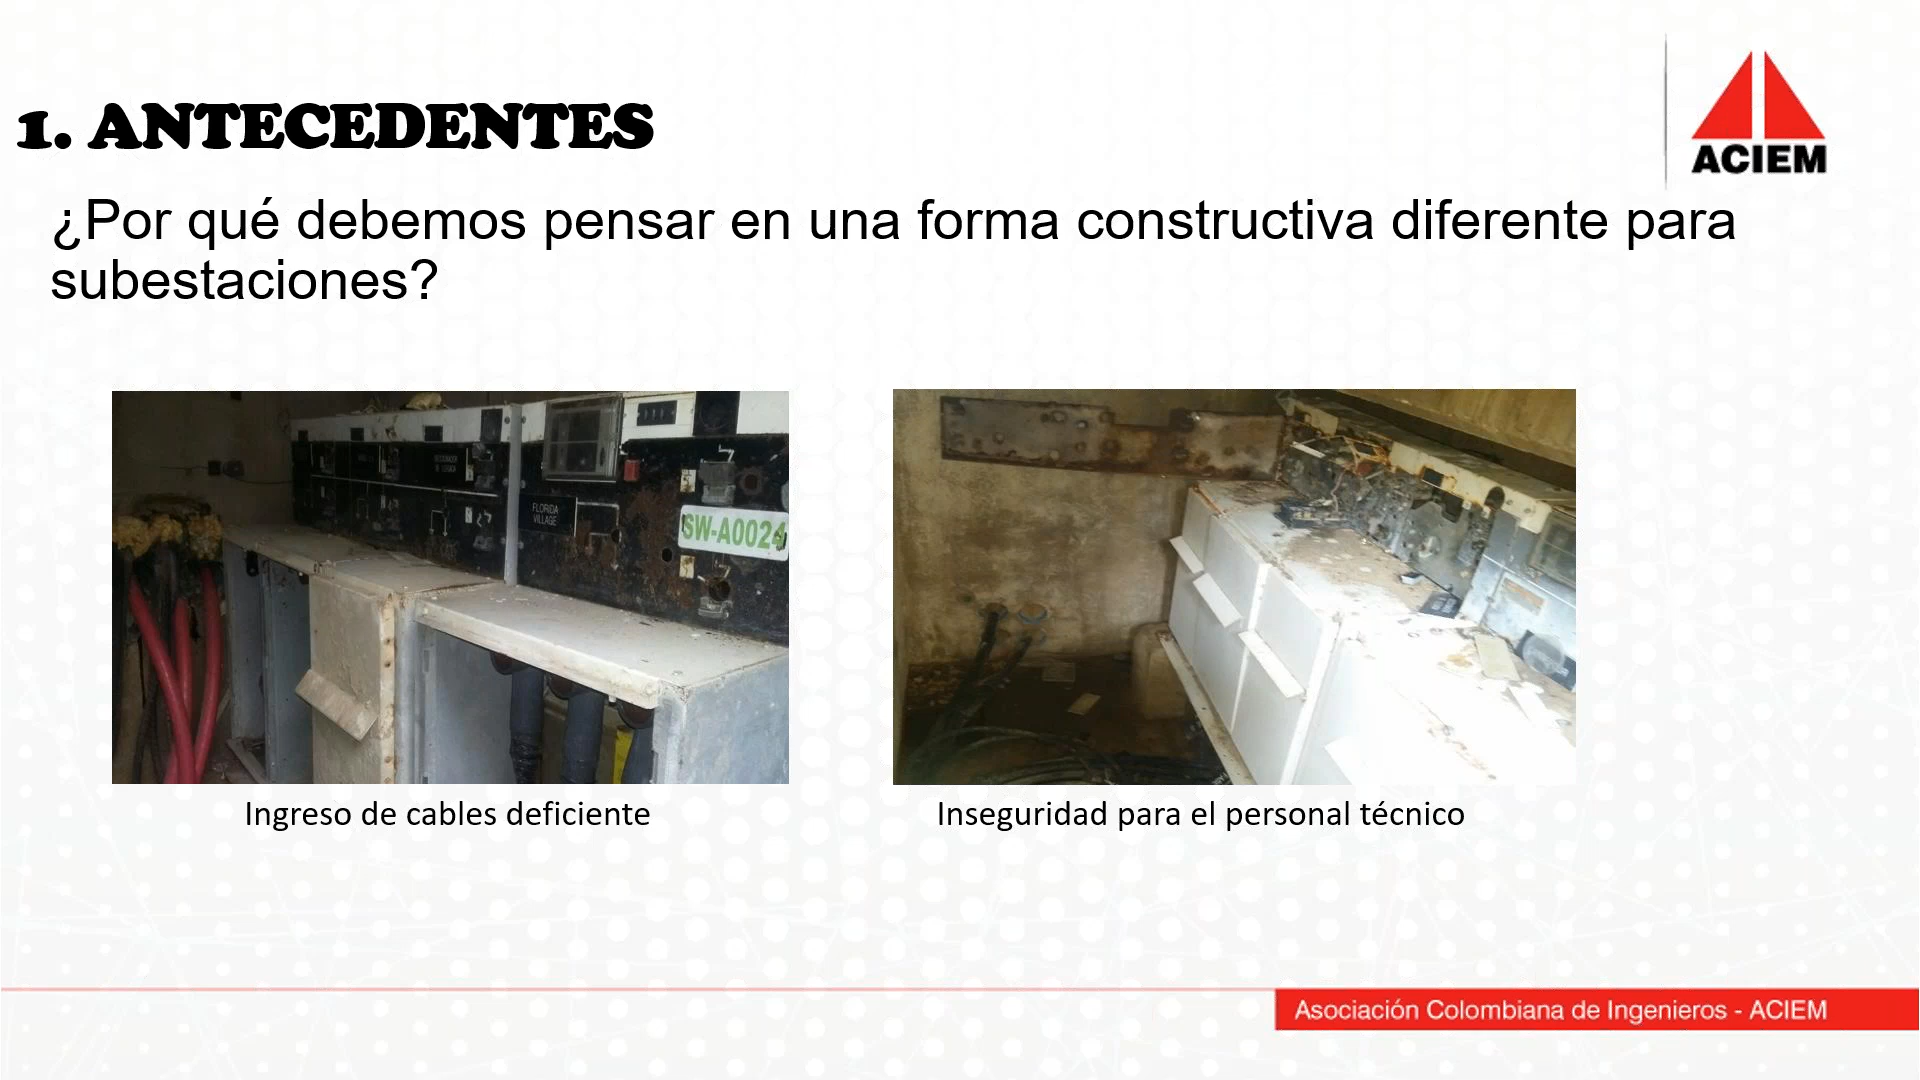 1. ANTECEDENTES
ACIEM
¿Por qué debemos pensar en una forma constructiva diferente para
subestaciones?
FLORIDA
VILLAGE
SW-A0024
Ingreso de cables deficiente
Inseguridad para el personal técnico
Asociación Colombiana de Ingenieros - ACIEM